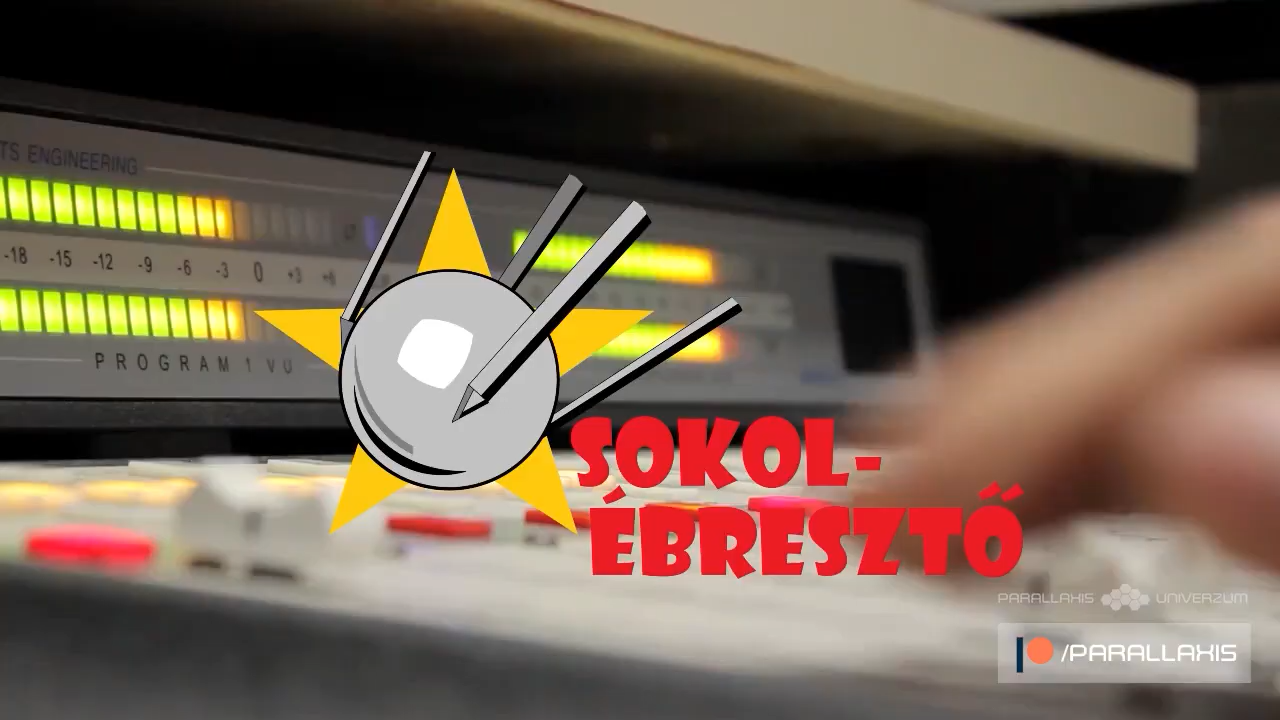 TS ENGINEERING
-18 -15 -12 -9 -6 -3 0 +3 +6
PROGRAM 1 VU
SOKOL-
ÉBRESZTŐ
PARALLAXIS UNIVERZUM
/PARALLAXIS